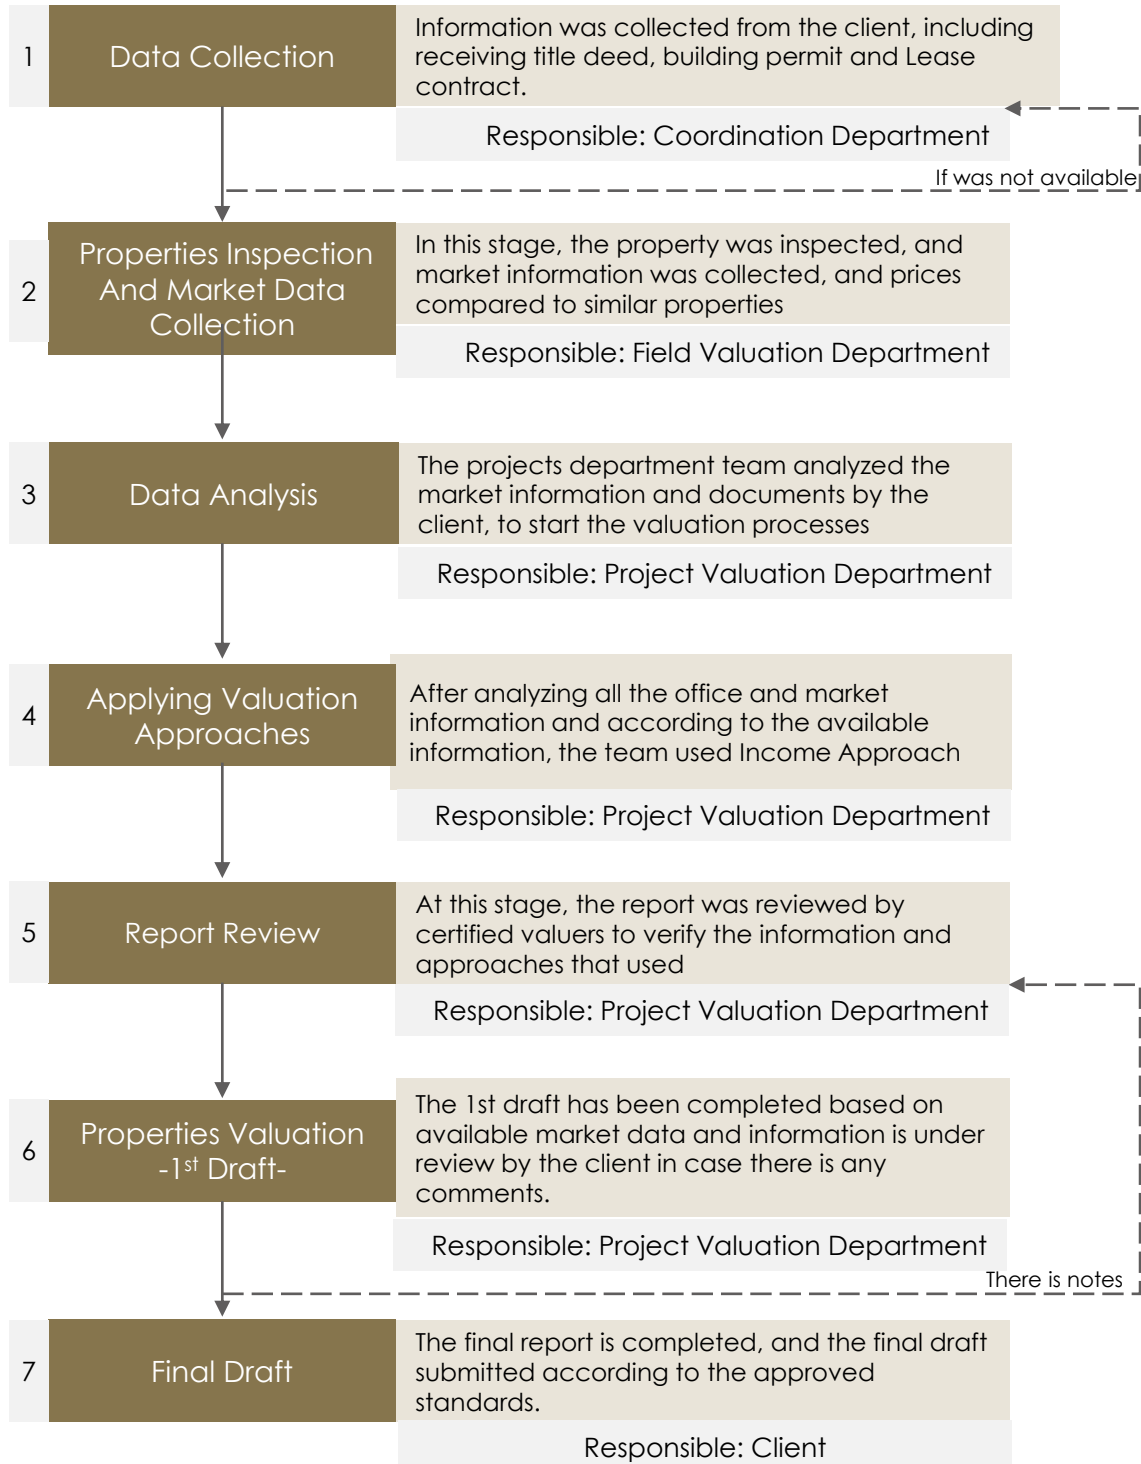 1
Data Collection
Information was collected from the client, including
receiving title deed, building permit and Lease
contract.
Responsible: Coordination Department
If was not available
2
Properties Inspection
And Market Data
Collection
In this stage, the property was inspected, and
market information was collected, and prices
compared to similar properties
Responsible: Field Valuation Department
3
Data Analysis
The projects department team analyzed the
market information and documents by the
client, to start the valuation processes
Responsible: Project Valuation Department
4
Applying Valuation
Approaches
After analyzing all the office and market
information and according to the available
information, the team used Income Approach
Responsible: Project Valuation Department
5
Report Review
At this stage, the report was reviewed by
certified valuers to verify the information and
approaches that used
Responsible: Project Valuation Department
6
Properties Valuation
-1st Draft-
The 1st draft has been completed based on
available market data and information is under
review by the client in case there is any
comments.
Responsible: Project Valuation Department
There is notes
7
Final Draft
The final report is completed, and the final draft
submitted according to the approved
standards.
Responsible: Client